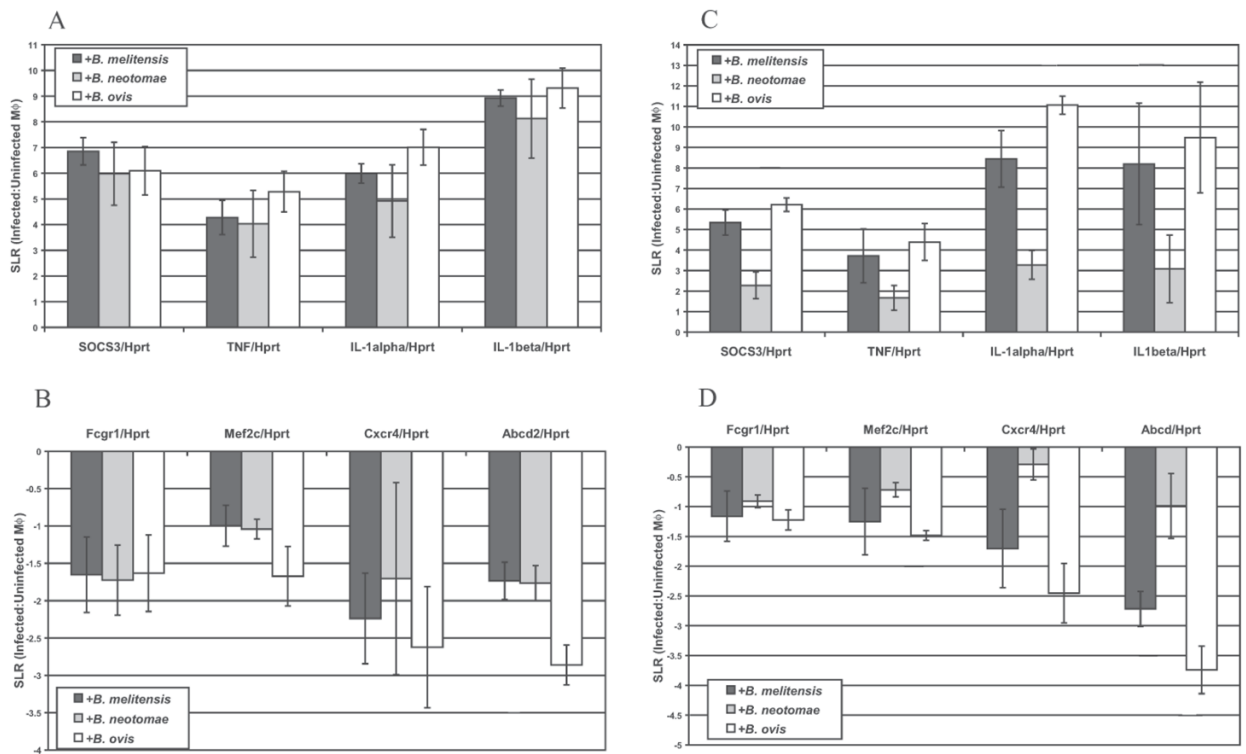 A
11
10
9
8
7
6
5
4
3
2
1
0
SLR (Infected:Uninfected Mϕ)
+B. melitensis
+B. neotomae
+B. ovis
SOCS3/Hprt TNF/Hprt IL-1alpha/Hprt IL-1beta/Hprt
C
14
13
12
11
10
9
8
7
6
5
4
3
2
1
0
SLR (Infected:Uninfected Mϕ)
+B. melitensis
+B. neotomae
+B. ovis
SOCS3/Hprt TNF/Hprt IL-1alpha/Hprt IL1beta/Hprt
B
Fcgr1/Hprt Mef2c/Hprt Cxcr4/Hprt Abcd2/Hprt
0
-0.5
-1
-1.5
-2
-2.5
-3
-3.5
-4
SLR (Infected:Uninfected Mϕ)
+B. melitensis
+B. neotomae
+B. ovis
D
Fcgr1/Hprt Mef2c/Hprt Cxcr4/Hprt Abcd/Hprt
0
-0.5
-1
-1.5
-2
-2.5
-3
-3.5
-4
-4.5
-5
SLR (Infected:Uninfected Mϕ)
+B. melitensis
+B. neotomae
+B. ovis